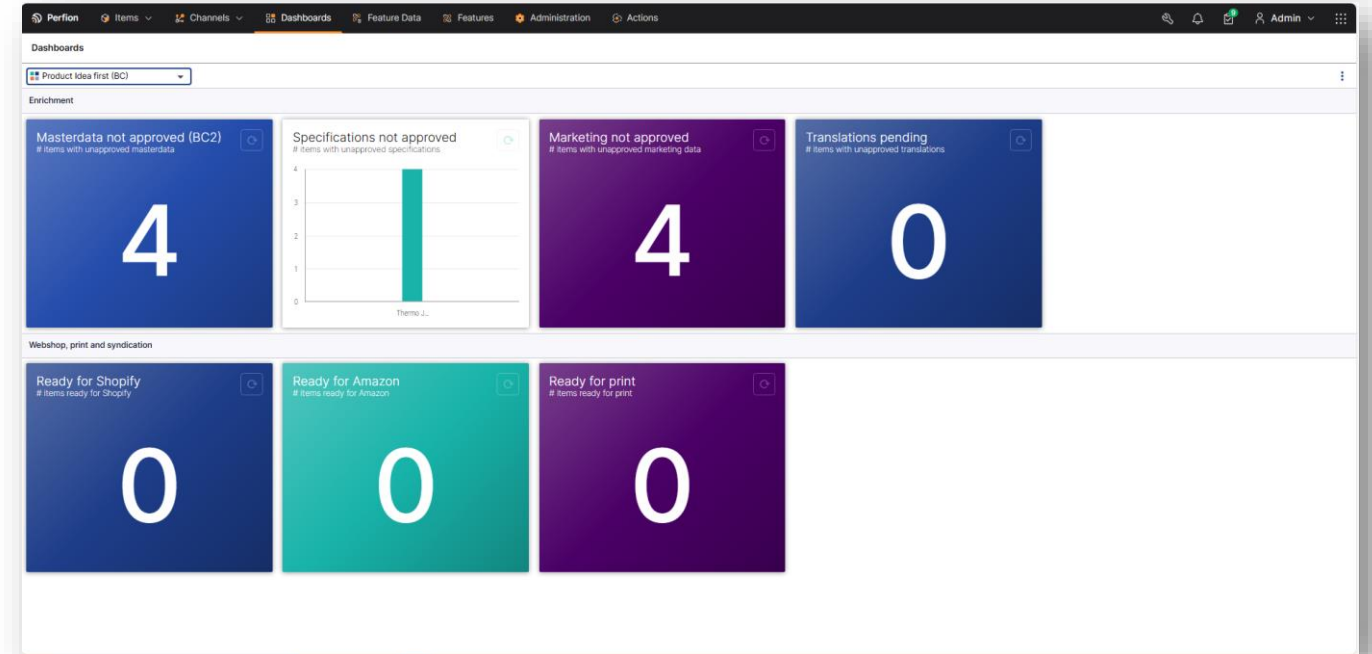 Perfion Items Channels Dashboards Feature Data Features Administration Actions 9 Admin
Dashboards
Product Idea first (BC)
Enrichment
Masterdata not approved (BC2)
# items with unapproved masterdata
4
Specifications not approved
# items with unapproved specifications
4
3
2
1
0
Thermo J...
Marketing not approved
# items with unapproved marketing data
4
Translations pending
# items with unapproved translations
0
Webshop, print and syndication
Ready for Shopify
# items ready for Shopify
0
Ready for Amazon
# items ready for Amazon
0
Ready for print
# items ready for print
0